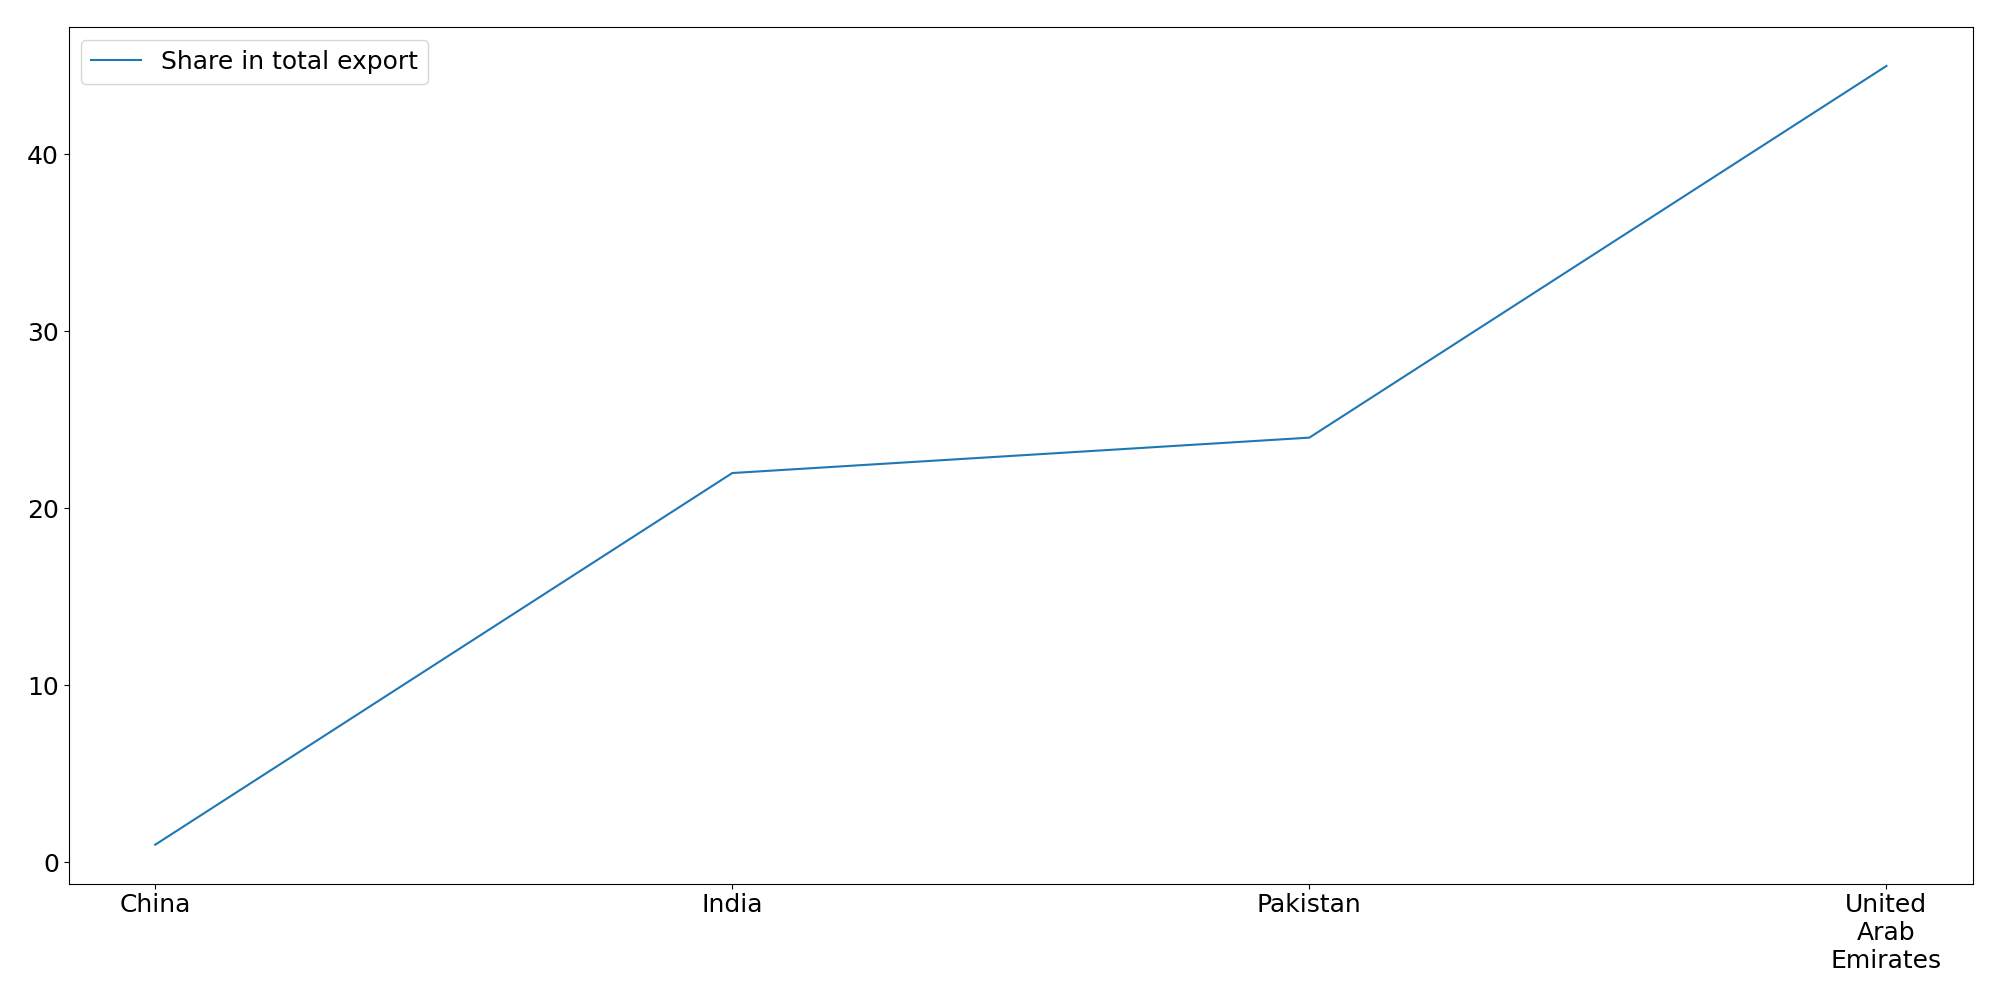 Share in total export
40
30
20
10
0
China
India
Pakistan
United
Arab
Emirates